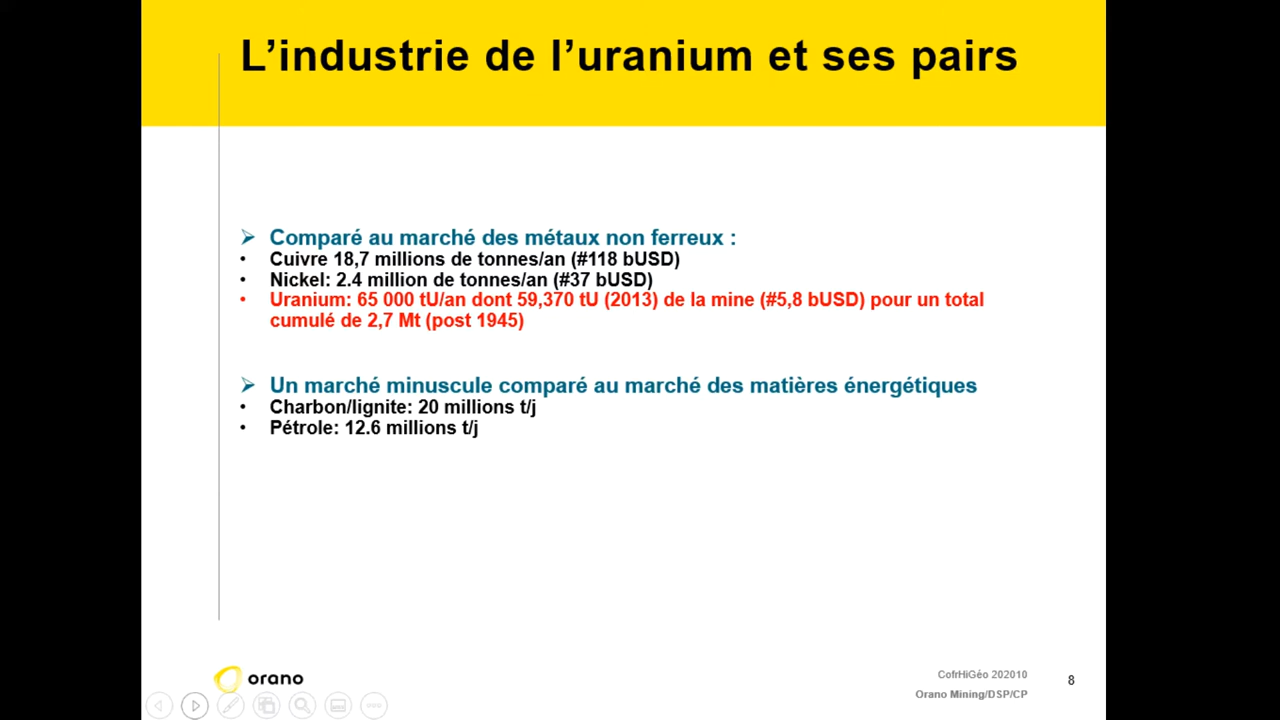 L’industrie de l’uranium et ses pairs
➢ Comparé au marché des métaux non ferreux :
• Cuivre 18,7 millions de tonnes/an (#118 bUSD)
• Nickel: 2.4 million de tonnes/an (#37 bUSD)
• Uranium: 65 000 tU/an dont 59,370 tU (2013) de la mine (#5,8 bUSD) pour un total
cumulé de 2,7 Mt (post 1945)
➢ Un marché minuscule comparé au marché des matières énergétiques
• Charbon/lignite: 20 millions t/j
• Pétrole: 12.6 millions t/j
orano
CofrHiGéo 202010
Orano Mining/DSP/CP
8